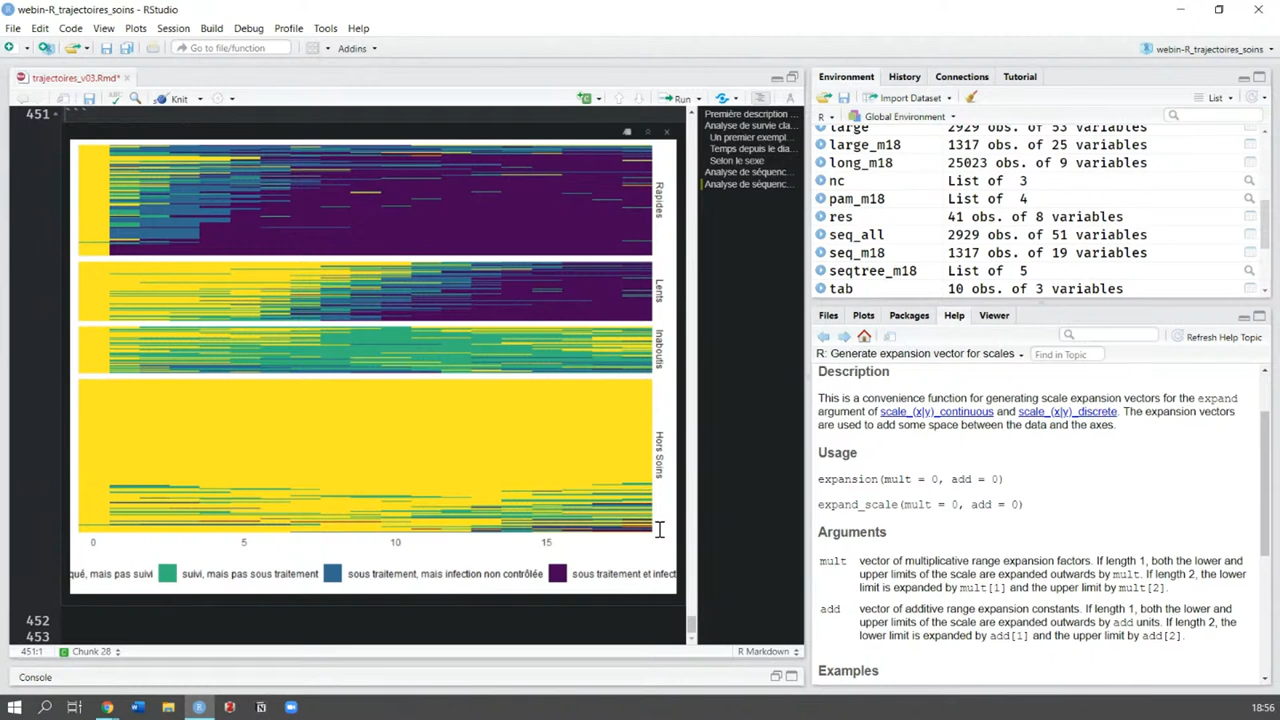 webin-R_trajectoires_soins - RStudio
File Edit Code View Plots Session Build Debug Profile Tools Help
Go to file/function Addins webin-R_trajectoires_soins
trajectoires_v03.Rmd*
Knit Run
451 ```
Rapides
Lents
Inaboutis
Hors Soins
0 5 10 15
qué, mais pas suivi suivi, mais pas sous traitement sous traitement, mais infection non contrôlée sous traitement et infect
452
453
451:1 Chunk 28 R Markdown
Console
Première description ...
Analyse de survie cla...
Un premier exempl...
Temps depuis le dia...
Selon le sexe
Analyse de séquenc...
Analyse de séquenc...
Environment History Connections Tutorial
Import Dataset List
R Global Environment
large 2929 obs. of 53 variables
large_m18 1317 obs. of 25 variables
long_m18 25023 obs. of 9 variables
nc List of 3
pam_m18 List of 4
res 41 obs. of 8 variables
seq_all 2929 obs. of 51 variables
seq_m18 1317 obs. of 19 variables
seqtree_m18 List of 5
tab 10 obs. of 3 variables
Files Plots Packages Help Viewer
Refresh Help Topic
R: Generate expansion vector for scales Find in Topic
Description
This is a convenience function for generating scale expansion vectors for the expand
argument of scale_(x|y)_continuous and scale_(x|y)_discrete. The expansion vectors
are used to add some space between the data and the axes.
Usage
expansion(mult = 0, add = 0)
expand_scale(mult = 0, add = 0)
Arguments
mult vector of multiplicative range expansion factors. If length 1, both the lower and
upper limits of the scale are expanded outwards by mult. If length 2, the lower
limit is expanded by mult[1] and the upper limit by mult[2].
add vector of additive range expansion constants. If length 1, both the lower and
upper limits of the scale are expanded outwards by add units. If length 2, the
lower limit is expanded by add[1] and the upper limit by add[2].
Examples
18:56